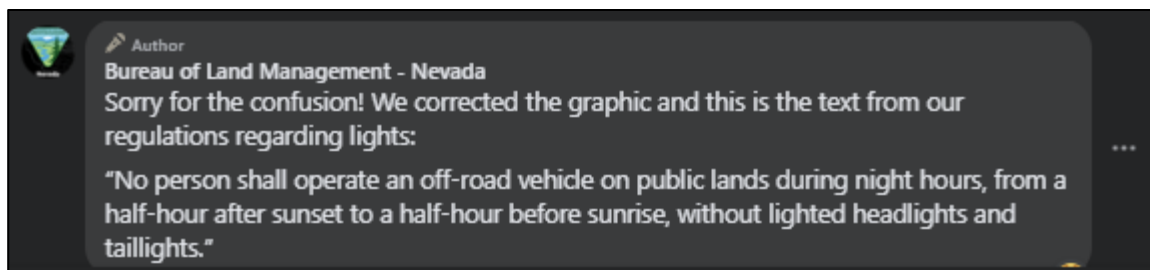 Author
Bureau of Land Management - Nevada
Sorry for the confusion! We corrected the graphic and this is the text from our
regulations regarding lights:
“No person shall operate an off-road vehicle on public lands during night hours, from a
half-hour after sunset to a half-hour before sunrise, without lighted headlights and
taillights.”